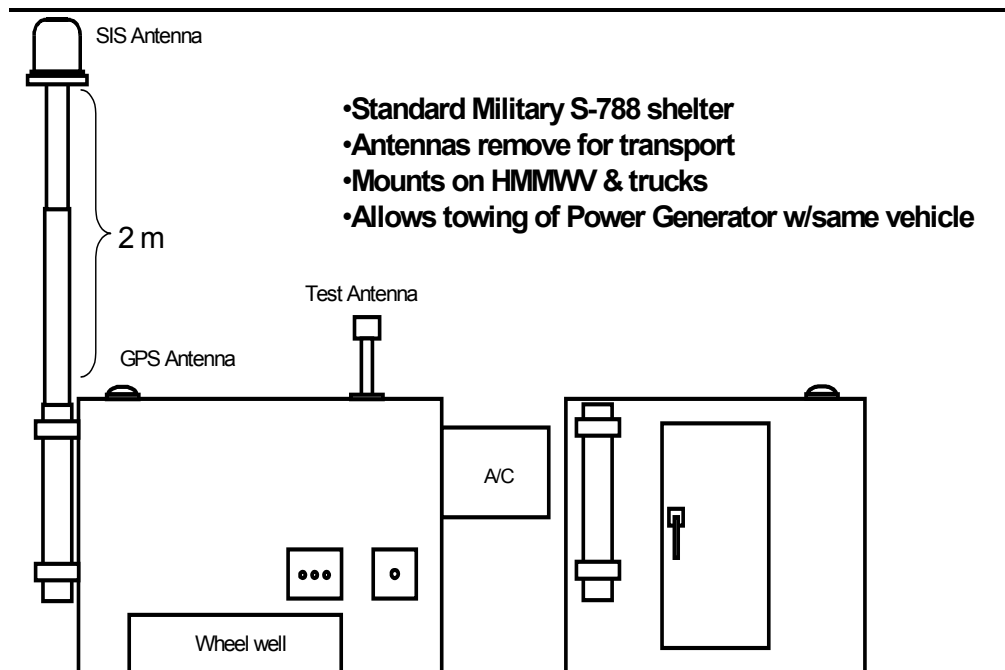 SIS Antenna
•Standard Military S-788 shelter
•Antennas remove for transport
•Mounts on HMMWV & trucks
•Allows towing of Power Generator w/same vehicle
2 m
Test Antenna
GPS Antenna
A/C
Wheel well